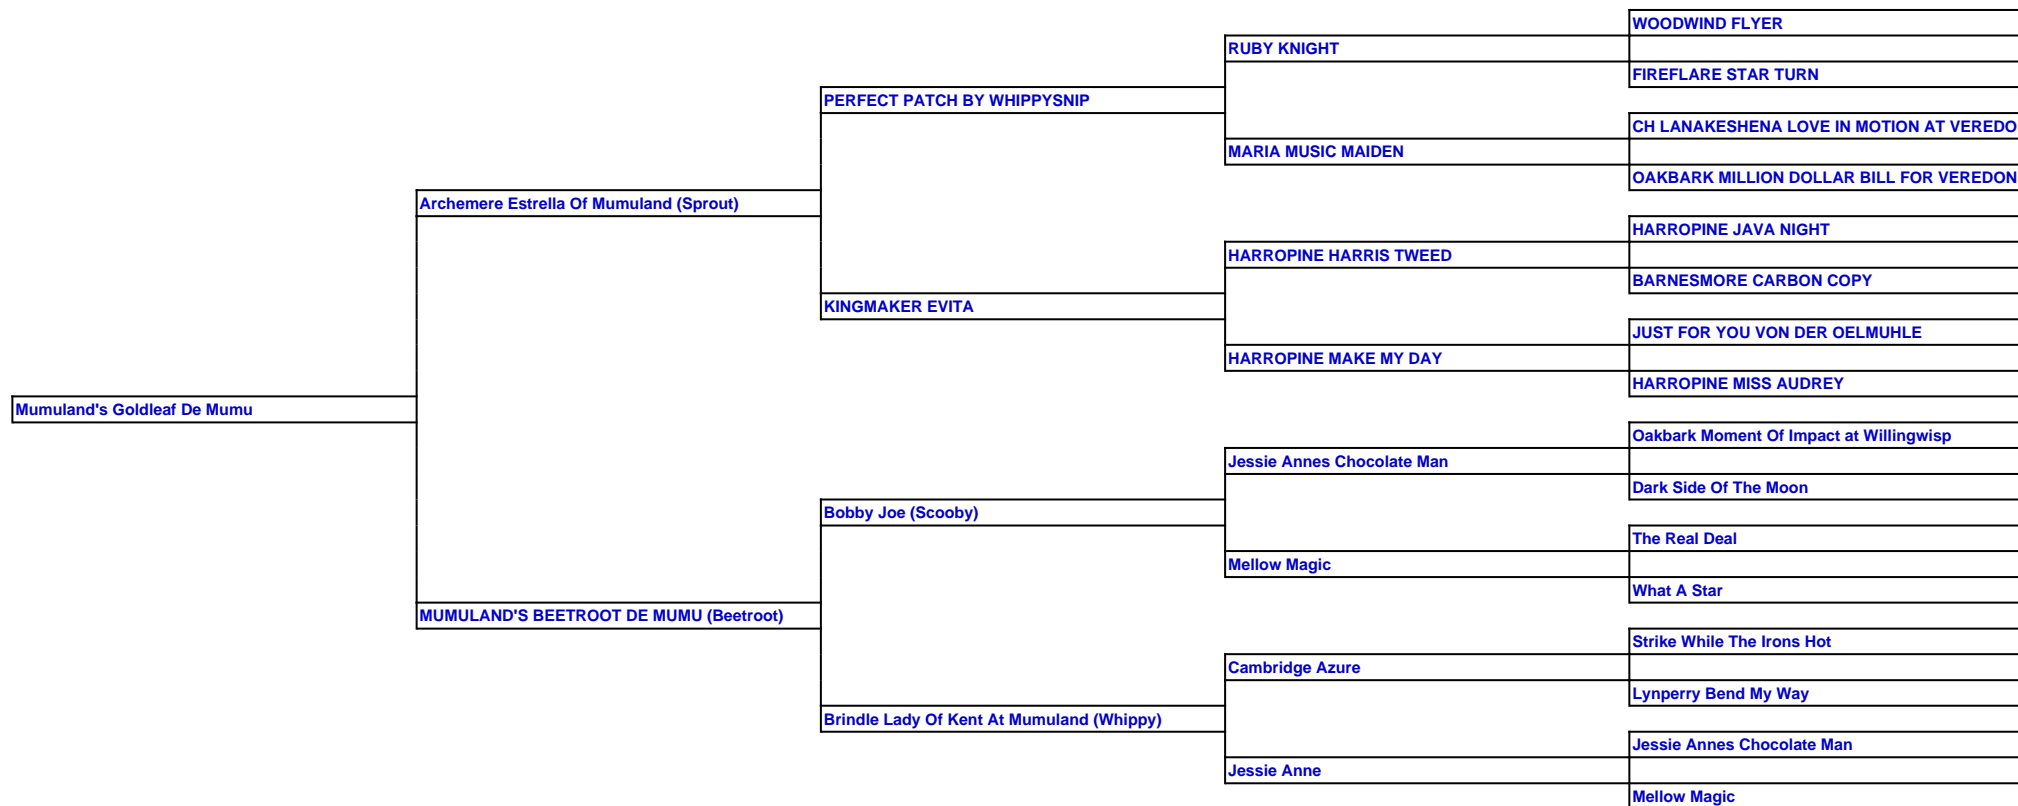 WOODWIND FLYER
RUBY KNIGHT
FIREFLARE STAR TURN
PERFECT PATCH BY WHIPPYSNIP
CH LANAKESHENA LOVE IN MOTION AT VEREDO
MARIA MUSIC MAIDEN
OAKBARK MILLION DOLLAR BILL FOR VEREDON
Archemere Estrella Of Mumuland (Sprout)
HARROPINE JAVA NIGHT
HARROPINE HARRIS TWEED
BARNESMORE CARBON COPY
KINGMAKER EVITA
JUST FOR YOU VON DER OELMUHLE
HARROPINE MAKE MY DAY
HARROPINE MISS AUDREY
Mumuland's Goldleaf De Mumu
Oakbark Moment Of Impact at Willingwisp
Jessie Annes Chocolate Man
Dark Side Of The Moon
Bobby Joe (Scooby)
The Real Deal
Mellow Magic
What A Star
MUMULAND'S BEETROOT DE MUMU (Beetroot)
Strike While The Irons Hot
Cambridge Azure
Lynperry Bend My Way
Brindle Lady Of Kent At Mumuland (Whippy)
Jessie Annes Chocolate Man
Jessie Anne
Mellow Magic